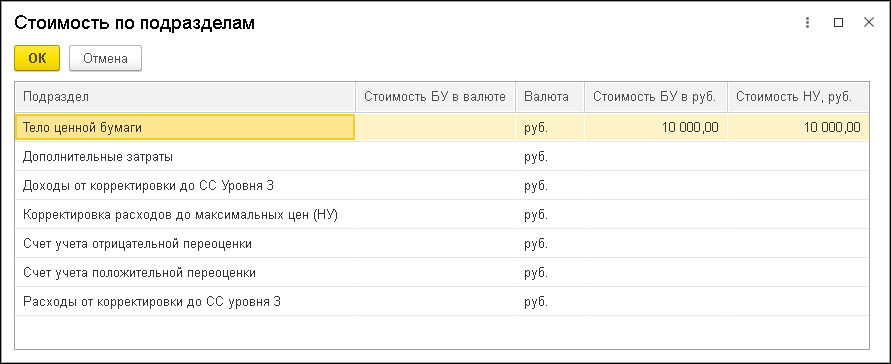 Стоимость по подразделам
ОК Отмена
Подраздел Стоимость БУ в валюте Валюта Стоимость БУ в руб. Стоимость НУ, руб.
Тело ценной бумаги руб. 10 000,00 10 000,00
Дополнительные затраты руб.
Доходы от корректировки до СС Уровня 3 руб.
Корректировка расходов до максимальных цен (НУ) руб.
Счет учета отрицательной переоценки руб.
Счет учета положительной переоценки руб.
Расходы от корректировки до СС уровня 3 руб.